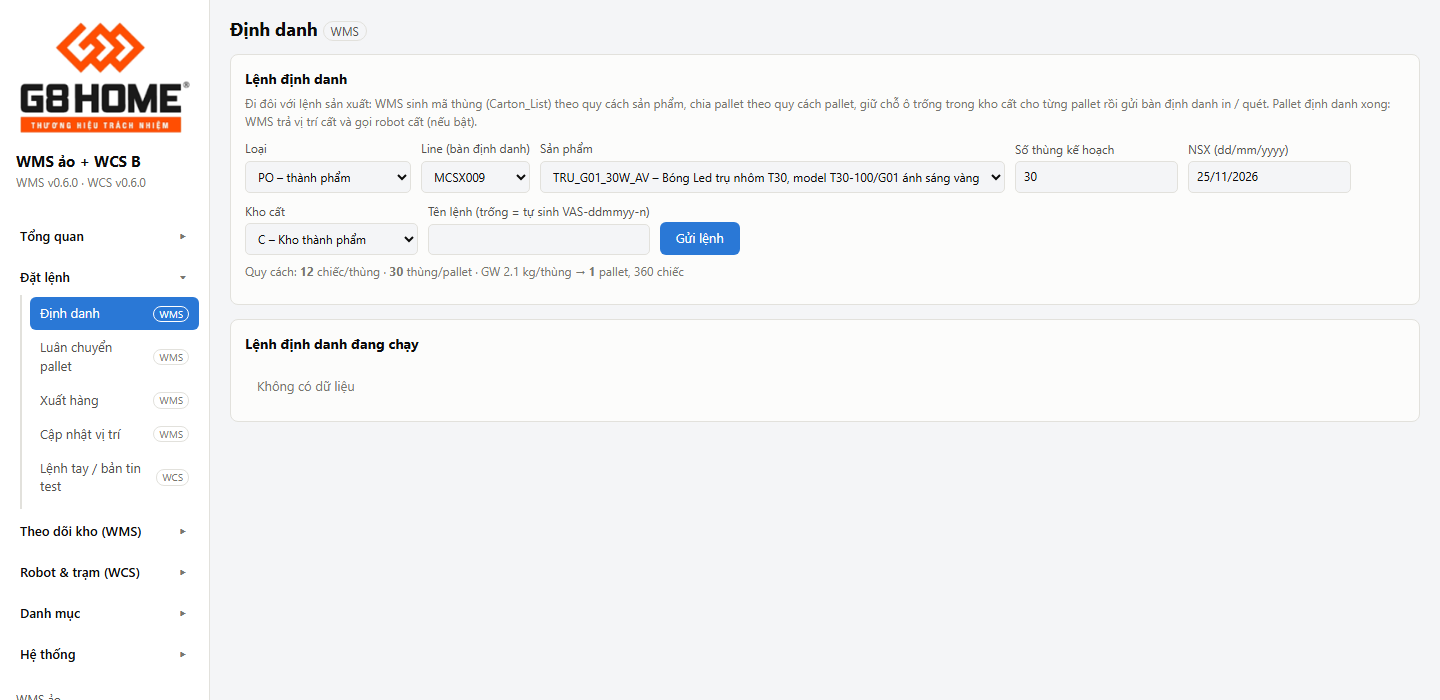 G8 HOME®
THƯƠNG HIỆU TRÁCH NHIỆM
WMS ảo + WCS B
WMS v0.6.0 · WCS v0.6.0
Tổng quan
Đặt lệnh
Định danh WMS
Luân chuyển
pallet
WMS
Xuất hàng WMS
Cập nhật vị trí WMS
Lệnh tay / bản tin
test
WCS
Theo dõi kho (WMS)
Robot & trạm (WCS)
Danh mục
Hệ thống
WMS ảo
Định danh WMS
Lệnh định danh
Đi đôi với lệnh sản xuất: WMS sinh mã thùng (Carton_List) theo quy cách sản phẩm, chia pallet theo quy cách pallet, giữ chỗ ô trống trong kho cất cho từng pallet rồi gửi bàn định danh in / quét. Pallet định danh xong:
WMS trả vị trí cất và gọi robot cất (nếu bật).
Loại Line (bàn định danh) Sản phẩm Số thùng kế hoạch NSX (dd/mm/yyyy)
PO – thành phẩm MCSX009 TRU_G01_30W_AV – Bóng Led trụ nhôm T30, model T30-100/G01 ánh sáng vàng 30 25/11/2026
Kho cất Tên lệnh (trống = tự sinh VAS-ddmmyy-n)
C – Kho thành phẩm Gửi lệnh
Quy cách: 12 chiếc/thùng · 30 thùng/pallet · GW 2.1 kg/thùng → 1 pallet, 360 chiếc
Lệnh định danh đang chạy
Không có dữ liệu